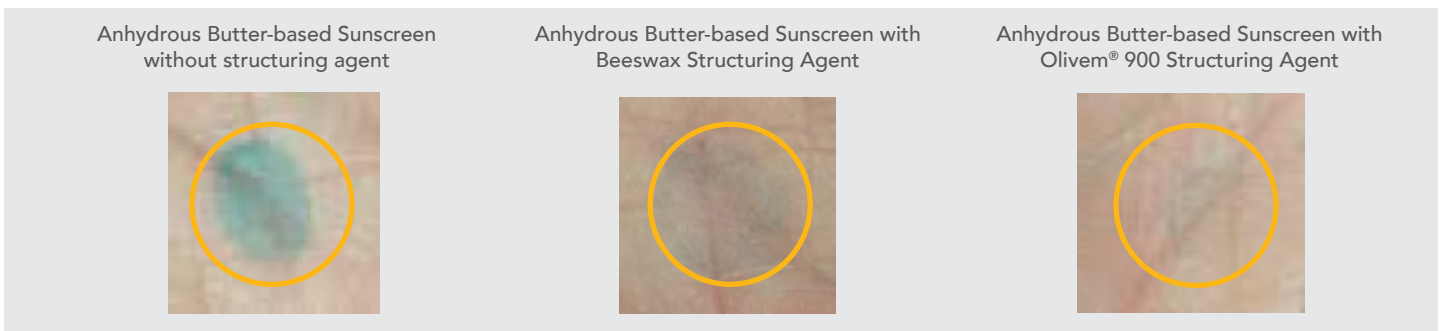 Anhydrous Butter-based Sunscreen
without structuring agent
Anhydrous Butter-based Sunscreen with
Beeswax Structuring Agent
Anhydrous Butter-based Sunscreen with
Olivem® 900 Structuring Agent